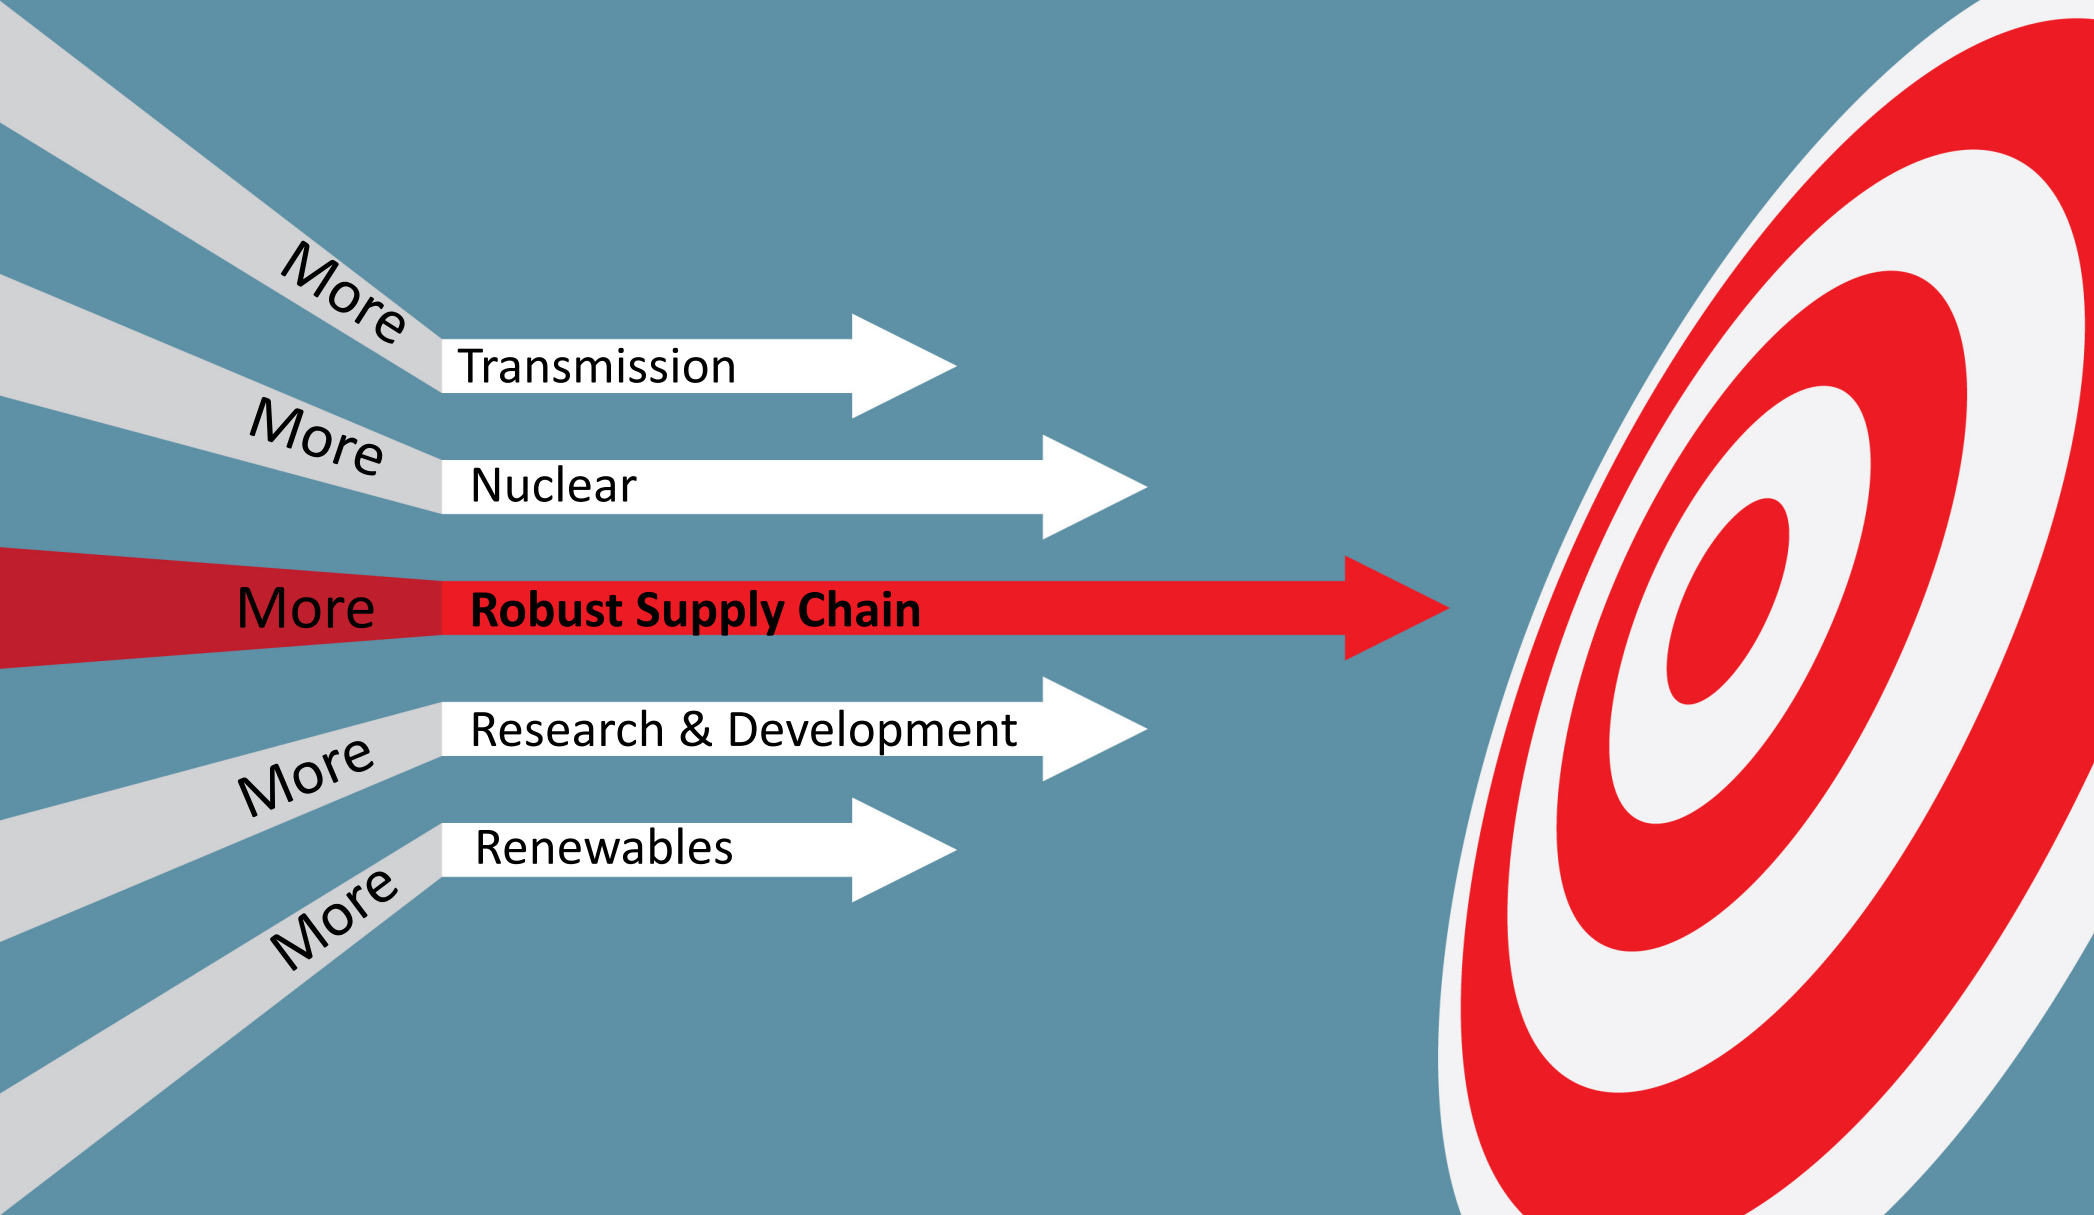 More Transmission
More Nuclear
More Robust Supply Chain
More Research & Development
More Renewables